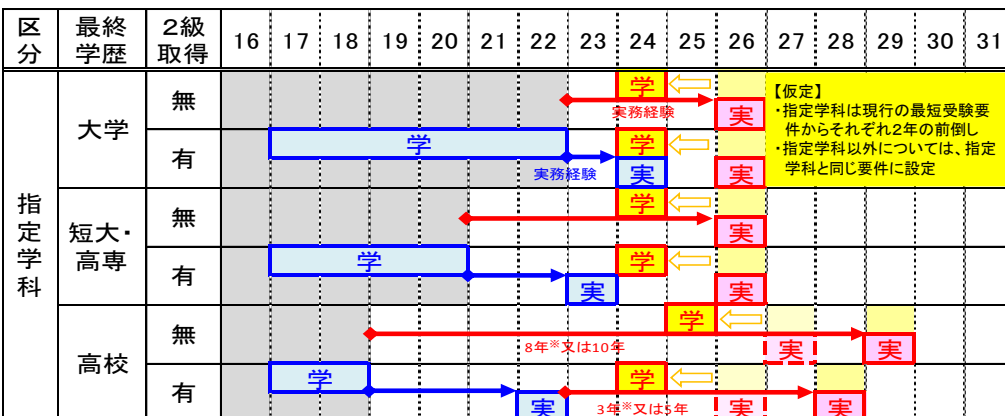 区分 最終学歴 2級取得 16 17 18 19 20 21 22 23 24 25 26 27 28 29 30 31
指定学科
大学
無
学
実務経験
実
【仮定】
・指定学科は現行の最短受験要
件からそれぞれ2年の前倒し
・指定学科以外については、指定
学科と同じ要件に設定
有
学
学
実務経験
実
実
短大・高専
無
学
実
有
学
学
実
実
高校
無
学
8年※又は10年
実
実
有
学
学
実
3年※又は5年
実
実